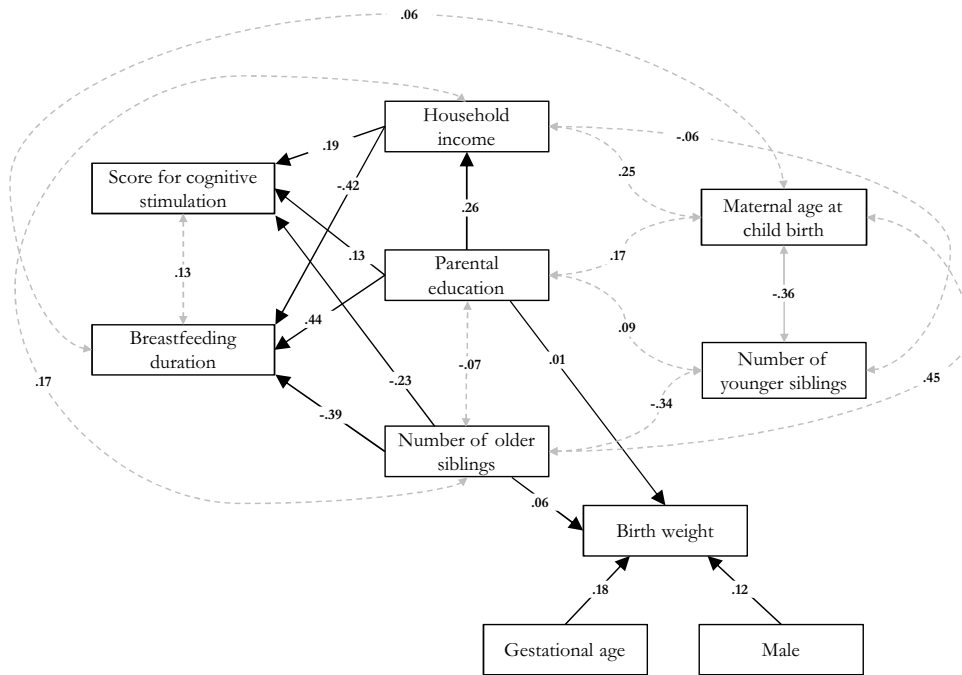 .06
Household
income
-.06
.19
Score for cognitive
stimulation
-.42
.25
Maternal age at
child birth
.26
.13
.17
Parental
education
.13
-.36
.44
.09
Breastfeeding
duration
.01
Number of
younger siblings
-.07
.17
-.23
.45
-.39
-.34
Number of older
siblings
.06
Birth weight
.18
.12
Gestational age
Male